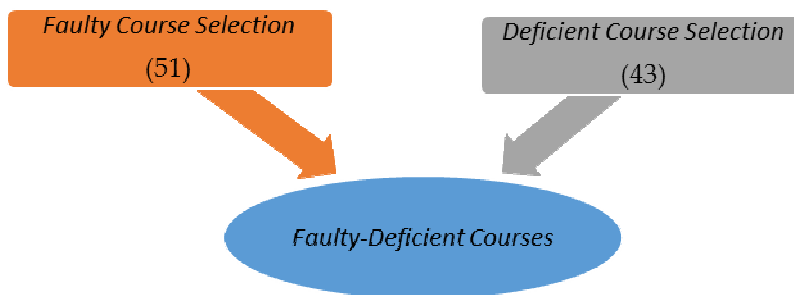 Faulty Course Selection
(51)
Deficient Course Selection
(43)
Faulty-Deficient Courses